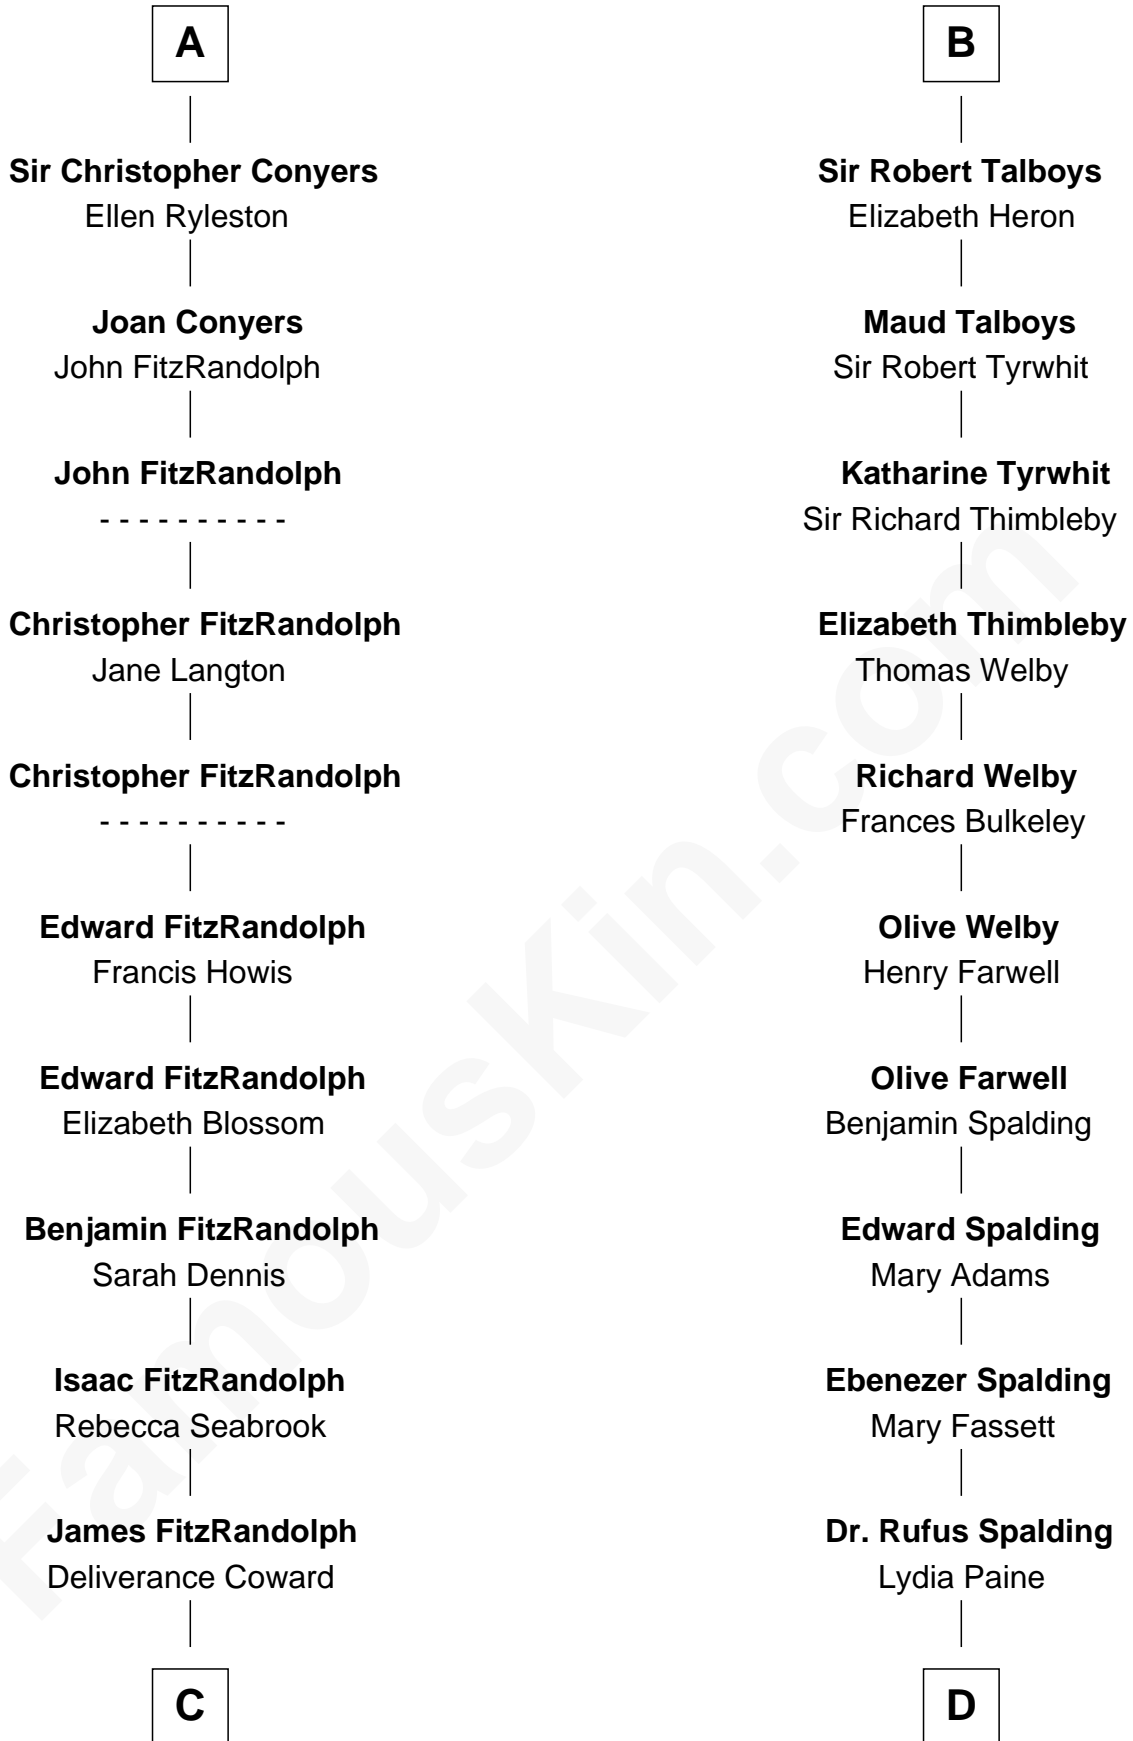 A
Sir Christopher Conyers
Ellen Ryleston
Joan Conyers
John FitzRandolph
John FitzRandolph
- - - - - - - - - -
Christopher FitzRandolph
Jane Langton
Christopher FitzRandolph
- - - - - - - - - -
Edward FitzRandolph
Francis Howis
Edward FitzRandolph
Elizabeth Blossom
Benjamin FitzRandolph
Sarah Dennis
Isaac FitzRandolph
Rebecca Seabrook
James FitzRandolph
Deliverance Coward
C
B
Sir Robert Talboys
Elizabeth Heron
Maud Talboys
Sir Robert Tyrwhit
Katharine Tyrwhit
Sir Richard Thimbleby
Elizabeth Thimbleby
Thomas Welby
Richard Welby
Frances Bulkeley
Olive Welby
Henry Farwell
Olive Farwell
Benjamin Spalding
Edward Spalding
Mary Adams
Ebenezer Spalding
Mary Fassett
Dr. Rufus Spalding
Lydia Paine
D
FamousKin.com